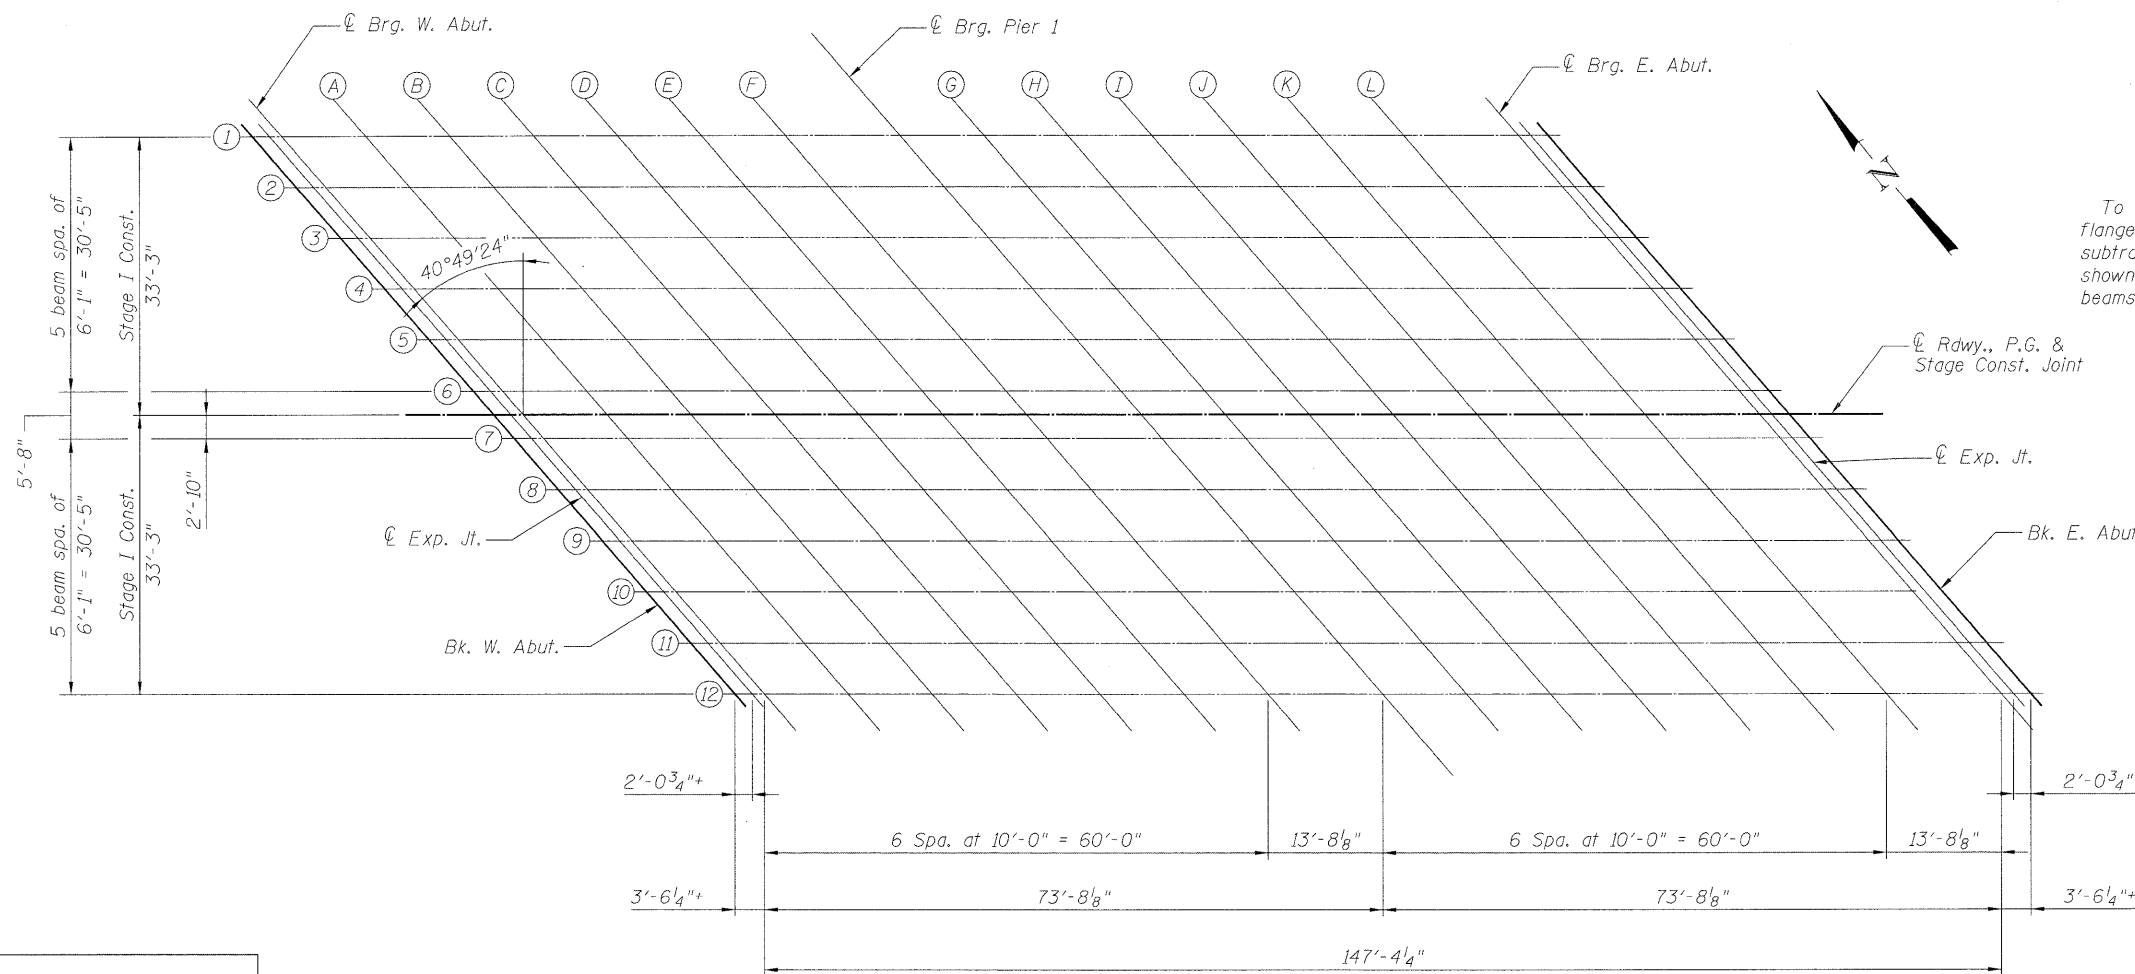 ℄ Brg. W. Abut.
℄ Brg. Pier 1
℄ Brg. E. Abut.
A
B
C
D
E
F
G
H
I
J
K
L
1
2
3
4
5
6
7
8
9
10
11
12
5 beam spa. of
6'-1" = 30'-5"
Stage I Const.
33'-3"
40°49'24"
N
To
flange
subtra
shown
beams
℄ Rdwy., P.G. &
Stage Const. Joint
5'-8"
2'-10"
5 beam spa. of
6'-1" = 30'-5"
Stage I Const.
33'-3"
℄ Exp. Jt.
℄ Exp. Jt.
Bk. W. Abut.
Bk. E. Abut
2'-0¾"+
2'-0¾"
6 Spa. at 10'-0" = 60'-0"
13'-8⅛"
6 Spa. at 10'-0" = 60'-0"
13'-8⅛"
3'-6¼"+
73'-8⅛"
73'-8⅛"
3'-6¼"+
147'-4¼"